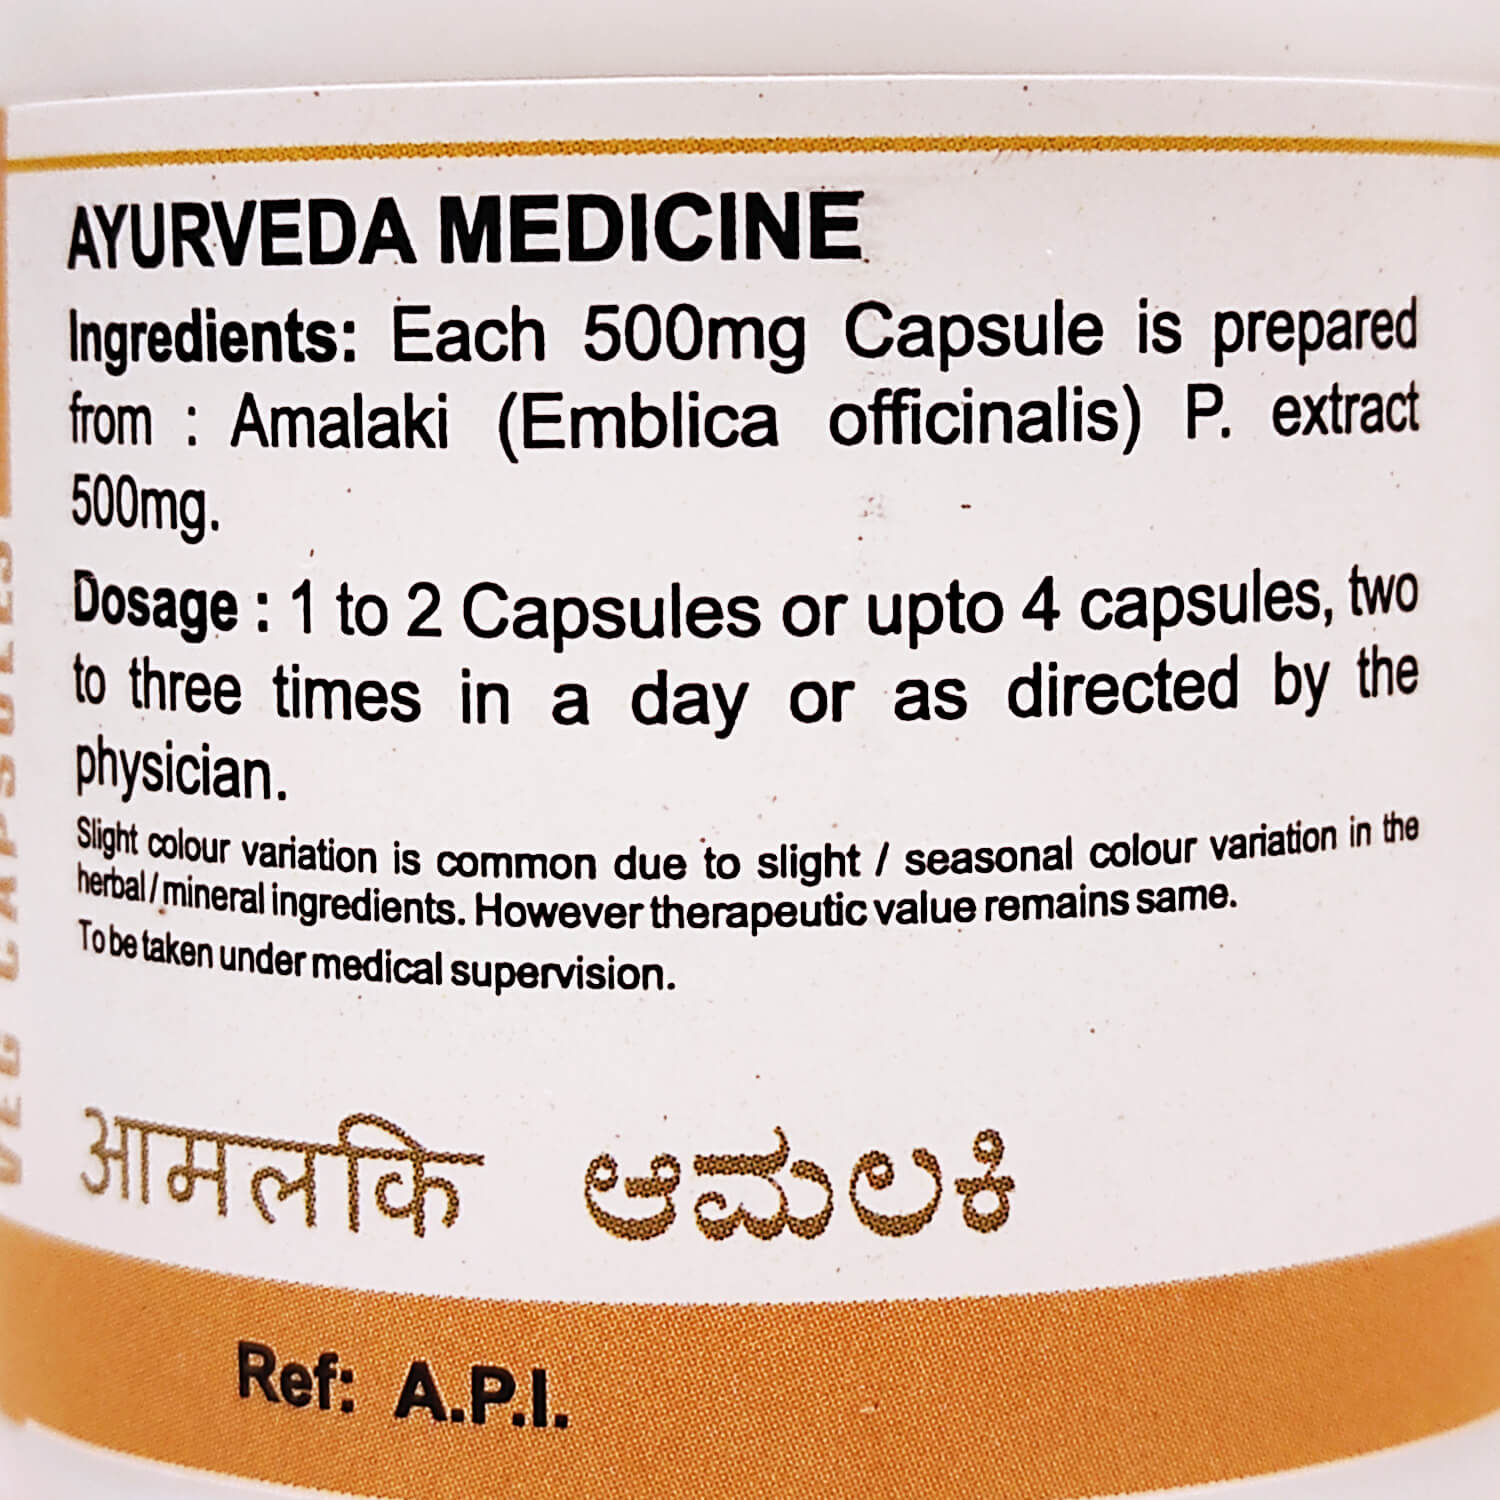 AYURVEDA MEDICINE
Ingredients: Each 500mg Capsule is prepared
from : Amalaki (Emblica officinalis) P. extract
500mg.
Dosage : 1 to 2 Capsules or upto 4 capsules, two
to three times in a day or as directed by the
physician.
Slight colour variation is common due to slight / seasonal colour variation in the
herbal / mineral ingredients. However therapeutic value remains same.
To be taken under medical supervision.
आमलकि ಆಮಲಕಿ
Ref: A.P.I.
VEG CAPSULES